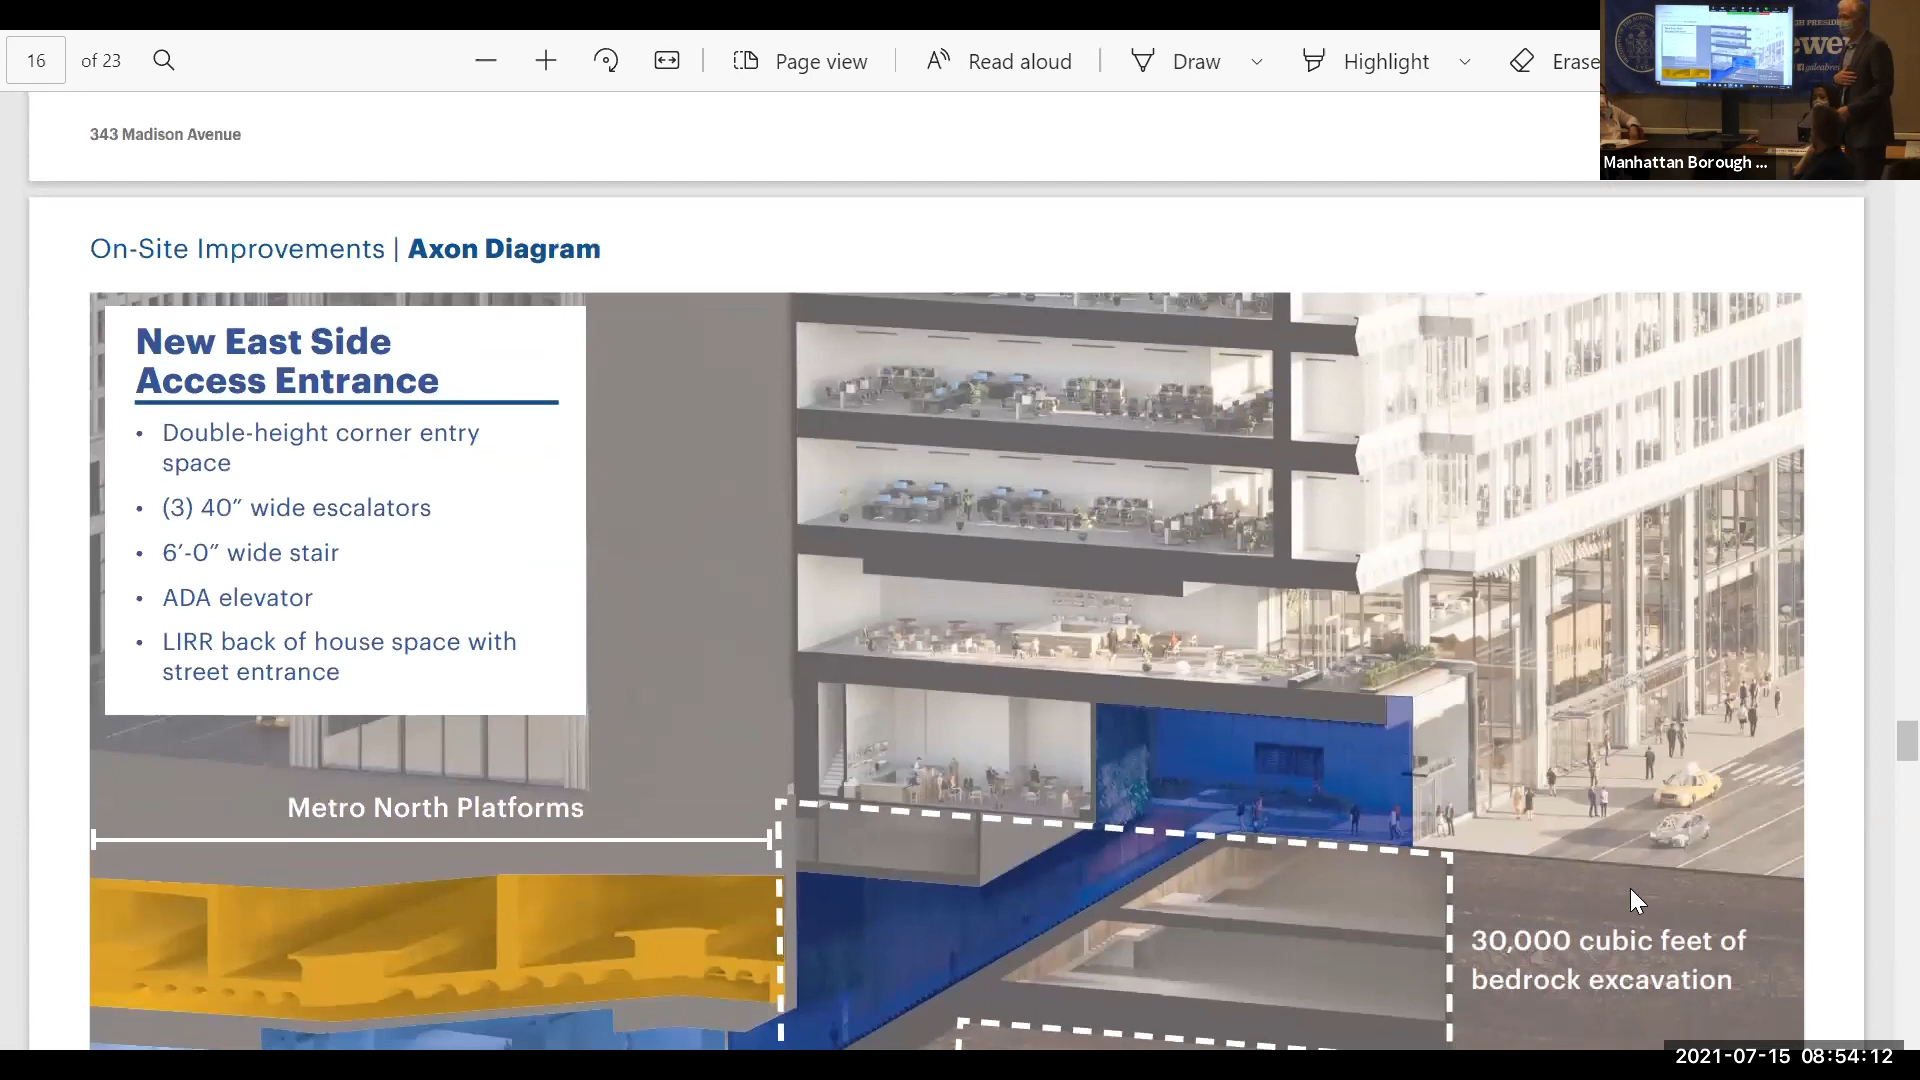 16 of 23 Page view Read aloud Draw Highlight Erase
343 Madison Avenue
Manhattan Borough ...
On-Site Improvements | Axon Diagram
New East Side
Access Entrance
• Double-height corner entry
space
• (3) 40″ wide escalators
• 6′-0″ wide stair
• ADA elevator
• LIRR back of house space with
street entrance
Metro North Platforms
30,000 cubic feet of
bedrock excavation
2021-07-15 08:54:12